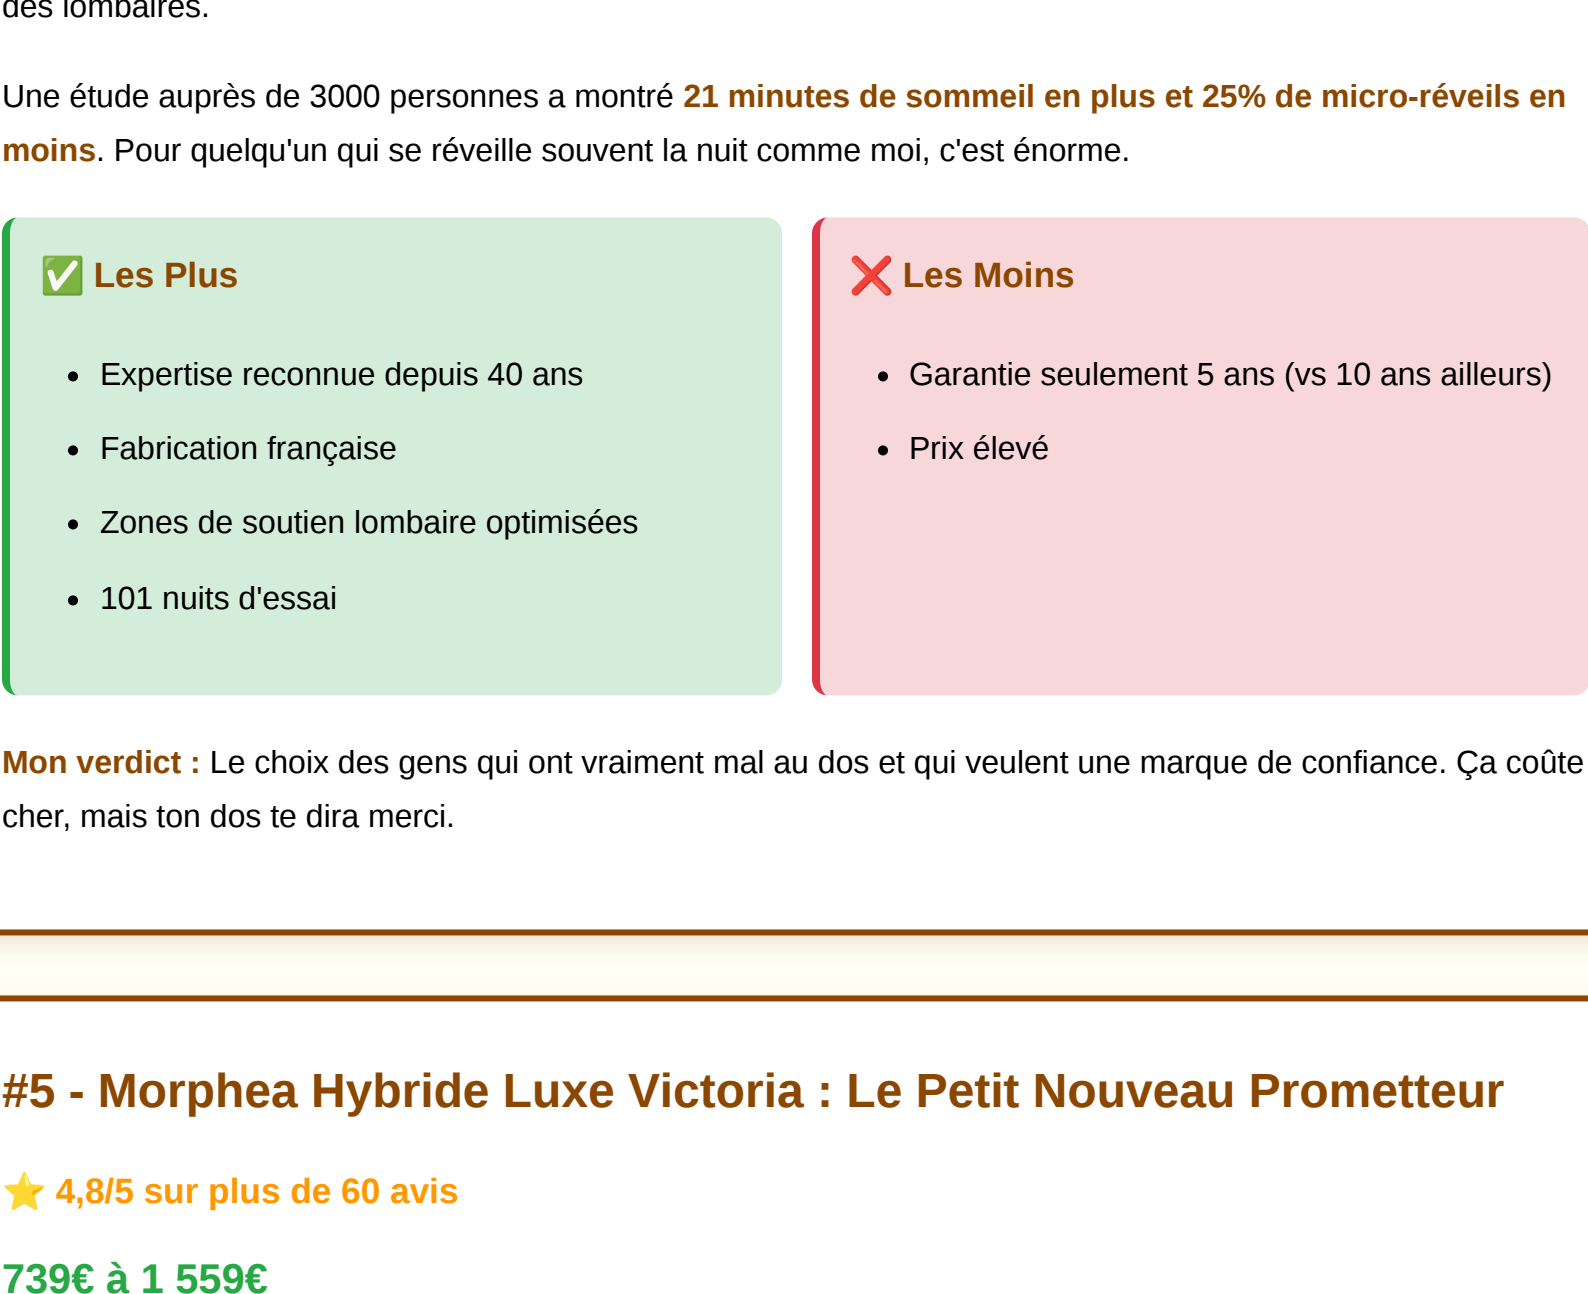 des lombaires.
Une étude auprès de 3000 personnes a montré 21 minutes de sommeil en plus et 25% de micro-réveils en
moins. Pour quelqu'un qui se réveille souvent la nuit comme moi, c'est énorme.
✅ Les Plus
• Expertise reconnue depuis 40 ans
• Fabrication française
• Zones de soutien lombaire optimisées
• 101 nuits d'essai
❌ Les Moins
• Garantie seulement 5 ans (vs 10 ans ailleurs)
• Prix élevé
Mon verdict : Le choix des gens qui ont vraiment mal au dos et qui veulent une marque de confiance. Ça coûte
cher, mais ton dos te dira merci.
#5 - Morphea Hybride Luxe Victoria : Le Petit Nouveau Prometteur
⭐ 4,8/5 sur plus de 60 avis
739€ à 1 559€